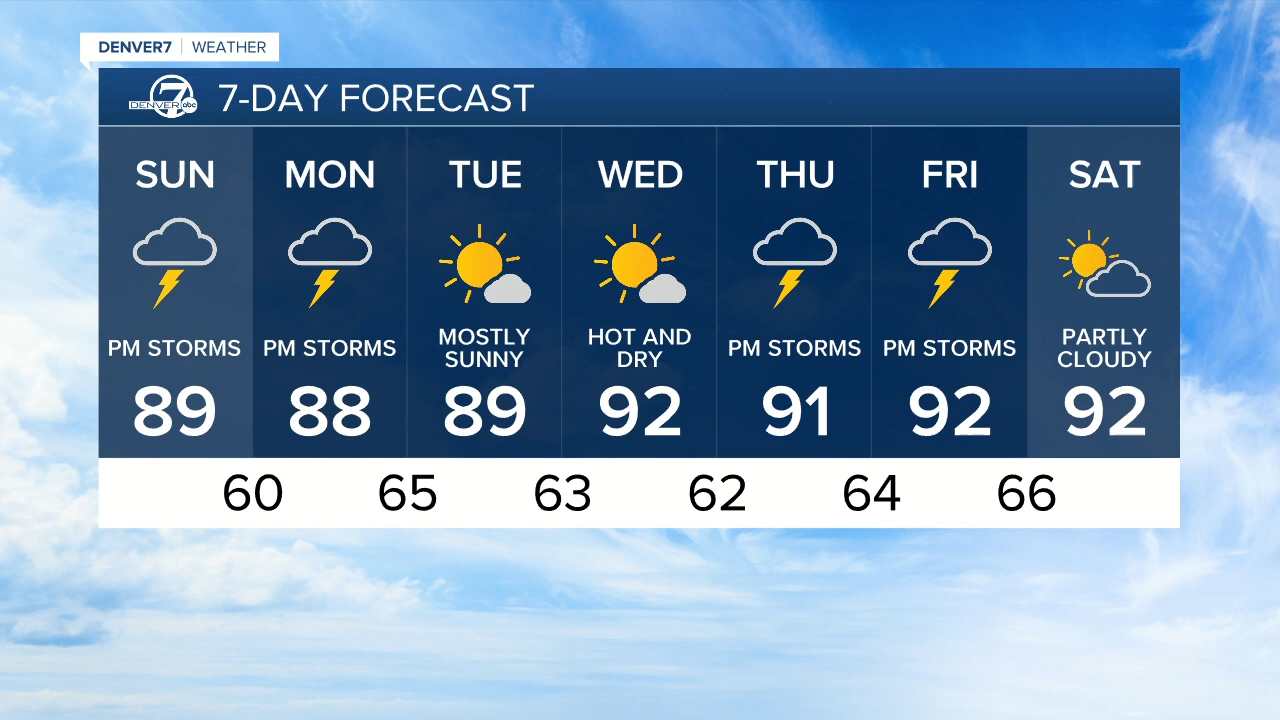 DENVER7 | WEATHER
DENVER 7 abc
7-DAY FORECAST
SUN MON TUE WED THU FRI SAT
PM STORMS PM STORMS MOSTLY SUNNY HOT AND DRY PM STORMS PM STORMS PARTLY CLOUDY
89 88 89 92 91 92 92
60 65 63 62 64 66